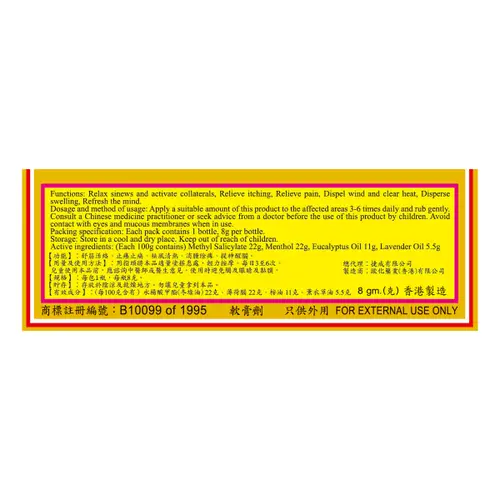 Functions: Relax sinews and activate collaterals, Relieve itching, Relieve pain, Dispel wind and clear heat, Disperse
swelling, Refresh the mind.
Dosage and method of usage: Apply a suitable amount of this product to the affected areas 3-6 times daily and rub gently.
Consult a Chinese medicine practitioner or seek advice from a doctor before the use of this product by children. Avoid
contact with eyes and mucous membranes when in use.
Packing specification: Each pack contains 1 bottle, 8g per bottle.
Storage: Store in a cool and dry place. Keep out of reach of children.
Active ingredients: (Each 100g contains) Methyl Salicylate 22g, Menthol 22g, Eucalyptus Oil 11g, Lavender Oil 5.5g
【功能】：舒筋活絡、止痛止癢、祛風清熱、消腫除痹、提神醒腦。
【用量及使用方法】：用指頭將本品適量塗搽患處、輕力按摩、每日3至6次。
兒童使用本品前、應諮詢中醫師或醫生意見、使用時避免觸及眼睛及黏膜。
【規格】：每包1瓶、每瓶8克。
【貯存】：存放於陰涼及乾燥地方、勿讓兒童拿到本品。
【有效成分】：(每100克含有) 水楊酸甲酯(冬綠油)22克、薄荷腦 22克、桉油 11克、薰衣草油 5.5克
總代理：捷成有限公司
製造者：歐化藥業(香港)有限公司
8 gm.(克) 香港製造
商標註册編號：B10099 of 1995 軟膏劑 只供外用 FOR EXTERNAL USE ONLY